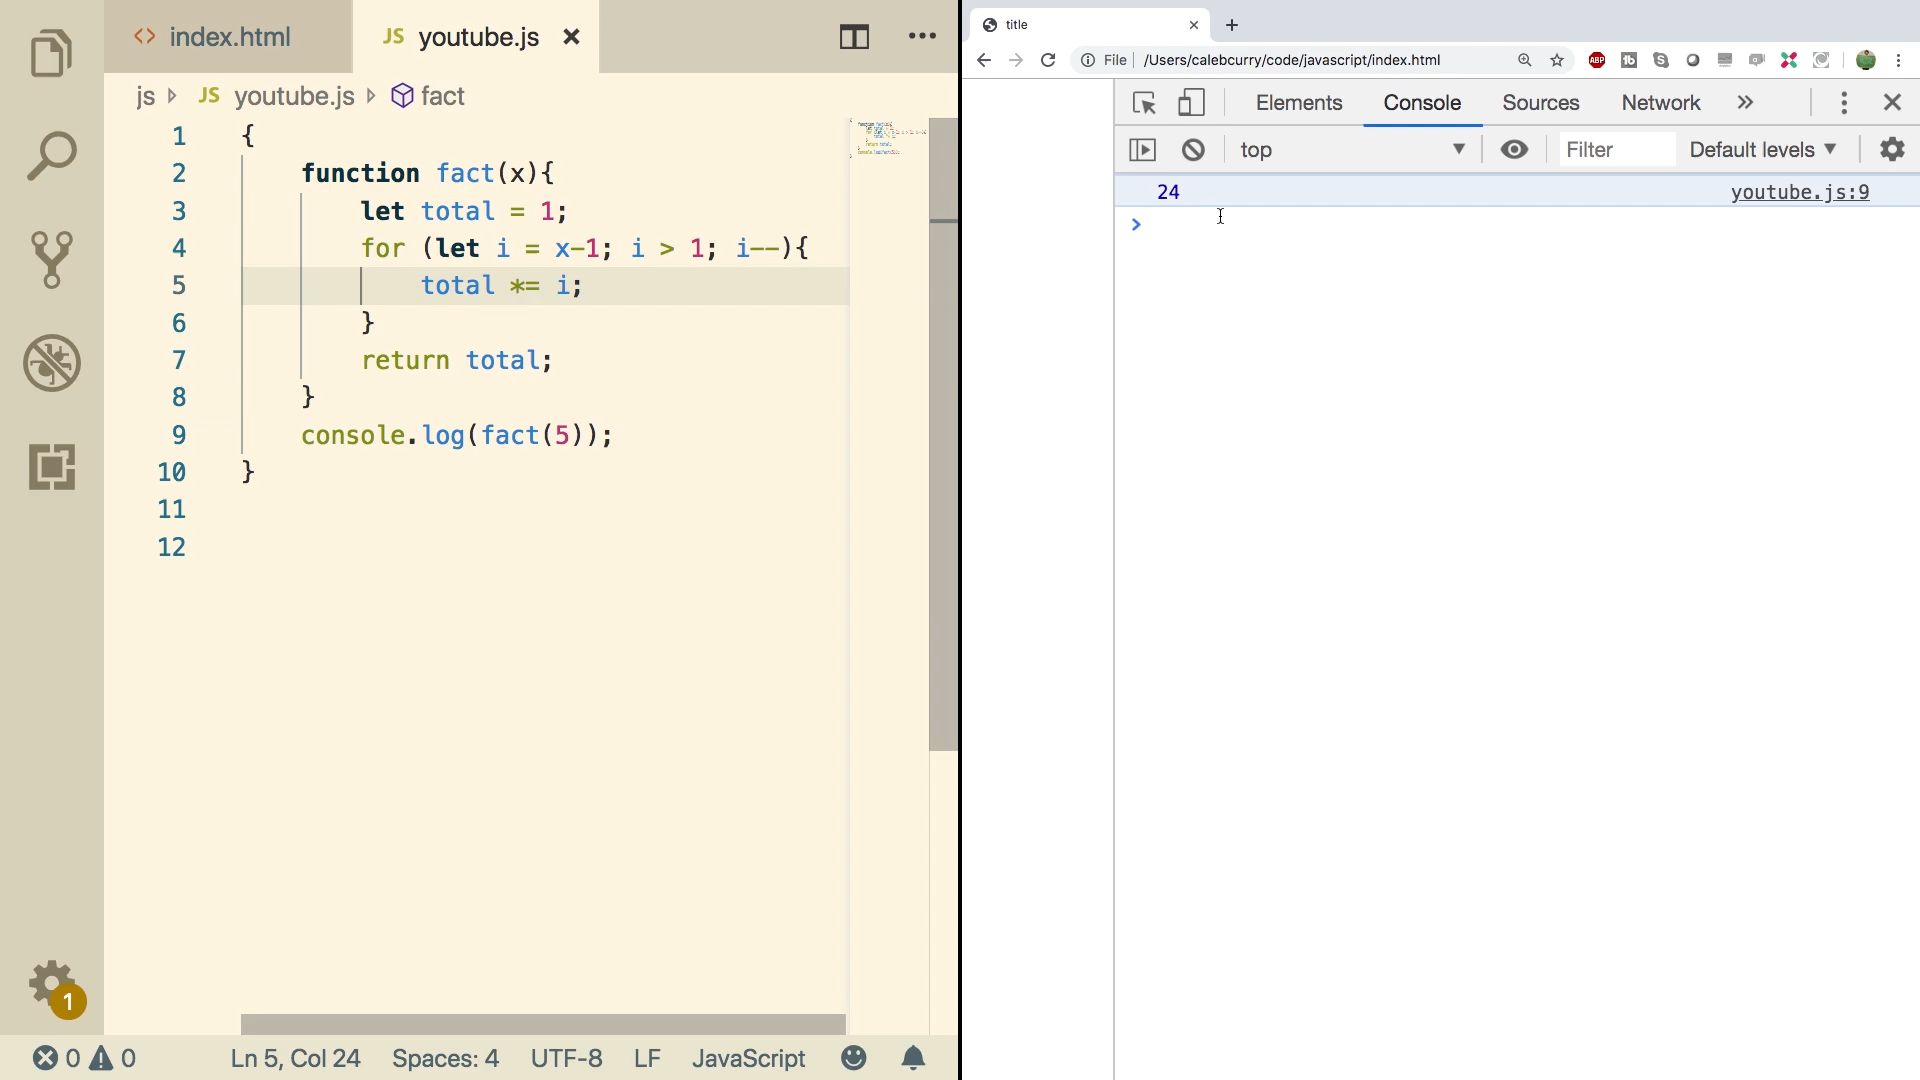 index.html
JS youtube.js
js JS youtube.js fact
1 {
2 function fact(x){
3 let total = 1;
4 for (let i = x-1; i > 1; i--){
5 total *= i;
6 }
7 return total;
8 }
9 console.log(fact(5));
10 }
11
12
1
0 0 Ln 5, Col 24 Spaces: 4 UTF-8 LF JavaScript
title
File /Users/calebcurry/code/javascript/index.html ABP
Elements Console Sources Network
top Filter Default levels
24 youtube.js:9